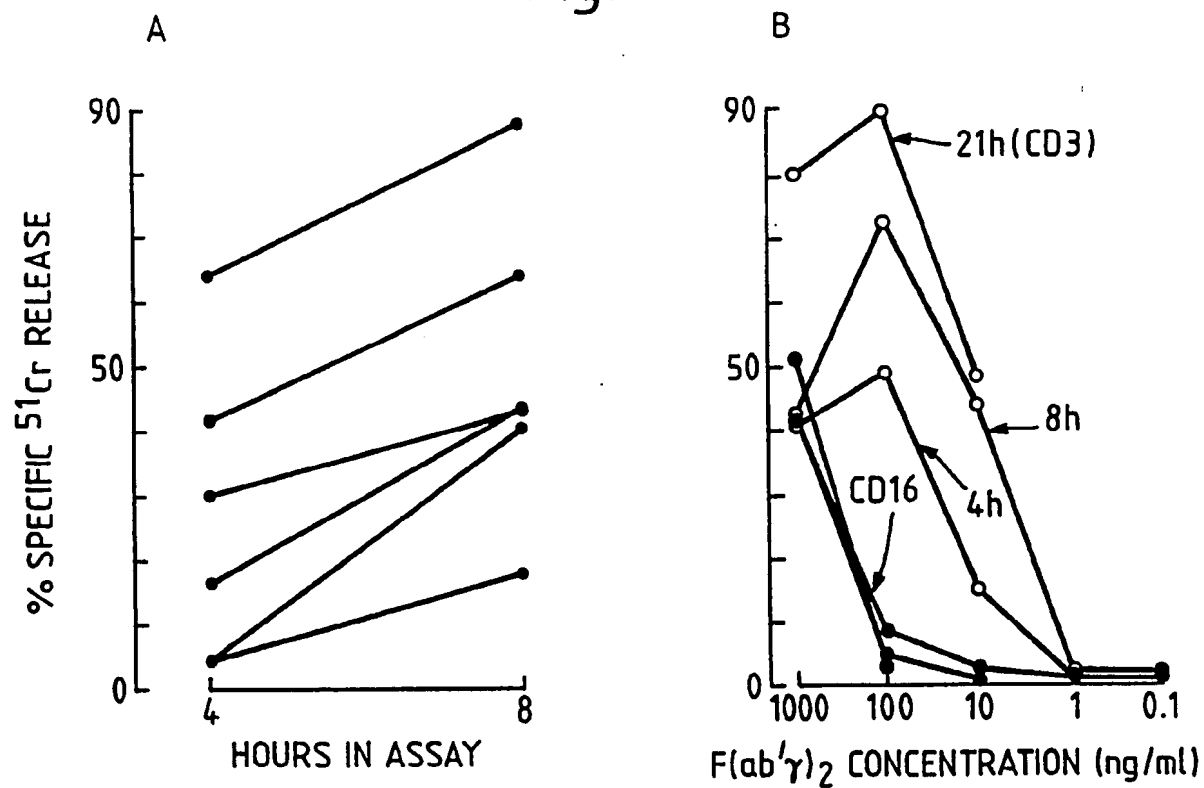 A
90
50
0
% SPECIFIC ⁵¹Cr RELEASE
4 8
HOURS IN ASSAY
B
90
50
0
21h (CD3)
8h
4h
CD16
1000 100 10 1 0.1
F(ab'γ)₂ CONCENTRATION (ng/ml)